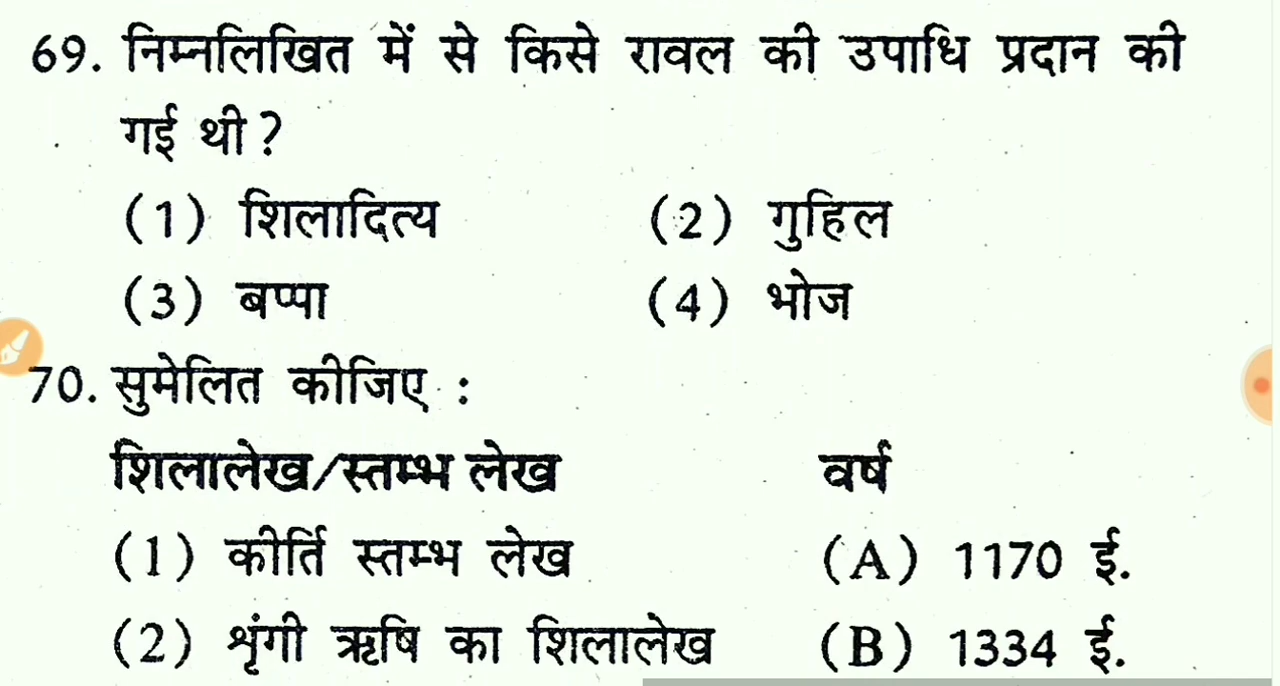 69. निम्नलिखित में से किसे रावल की उपाधि प्रदान की
गई थी ?
(1) शिलादित्य (2) गुहिल
(3) बप्पा (4) भोज
70. सुमेलित कीजिए :
शिलालेख/स्तम्भ लेख वर्ष
(1) कीर्ति स्तम्भ लेख (A) 1170 ई.
(2) शृंगी ऋषि का शिलालेख (B) 1334 ई.